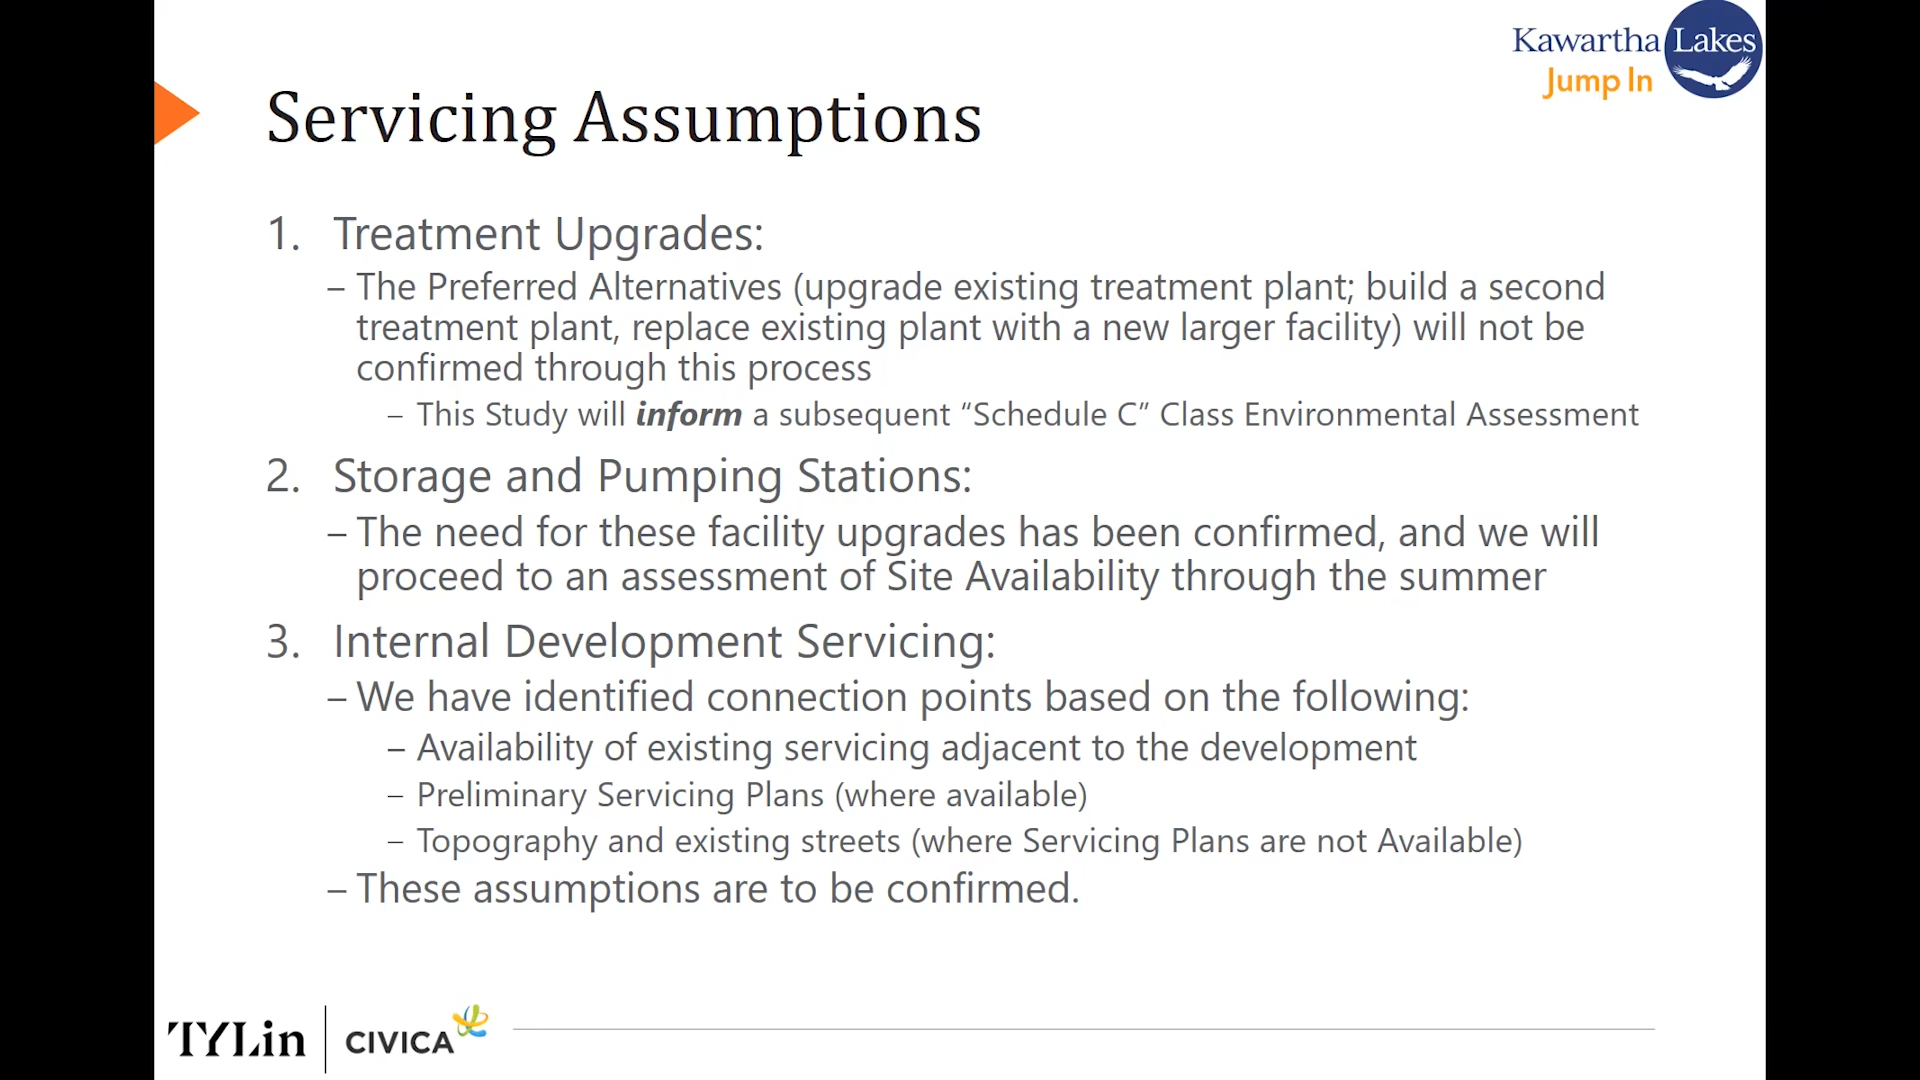 Kawartha Lakes
Jump In
Servicing Assumptions
1. Treatment Upgrades:
– The Preferred Alternatives (upgrade existing treatment plant; build a second
treatment plant, replace existing plant with a new larger facility) will not be
confirmed through this process
– This Study will inform a subsequent “Schedule C” Class Environmental Assessment
2. Storage and Pumping Stations:
– The need for these facility upgrades has been confirmed, and we will
proceed to an assessment of Site Availability through the summer
3. Internal Development Servicing:
– We have identified connection points based on the following:
– Availability of existing servicing adjacent to the development
– Preliminary Servicing Plans (where available)
– Topography and existing streets (where Servicing Plans are not Available)
– These assumptions are to be confirmed.
TYLin CIVICA